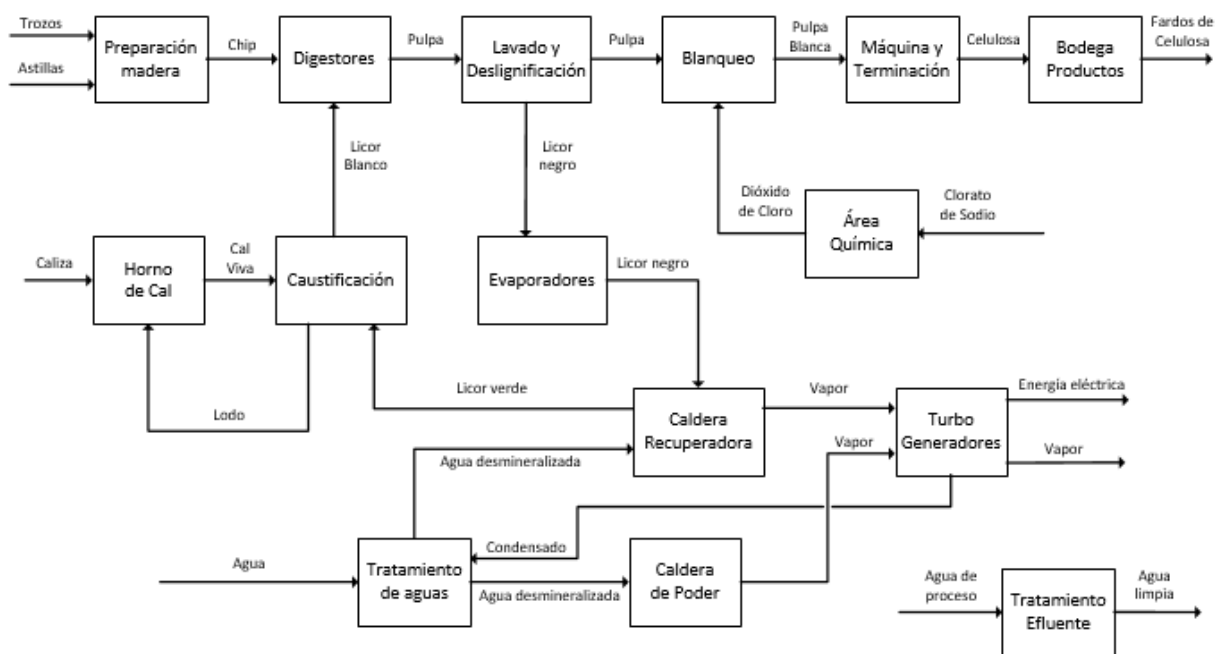 Trozos
Astillas
Preparación
madera
Chip
Digestores
Pulpa
Lavado y
Deslignificación
Pulpa
Blanqueo
Pulpa
Blanca
Máquina y
Terminación
Celulosa
Bodega
Productos
Fardos de
Celulosa
Licor
Blanco
Licor
negro
Dióxido
de Cloro
Área
Química
Clorato
de Sodio
Caliza
Horno
de Cal
Cal
Viva
Caustificación
Evaporadores
Licor negro
Lodo
Licor verde
Caldera
Recuperadora
Vapor
Turbo
Generadores
Energía eléctrica
Vapor
Vapor
Agua desmineralizada
Agua
Tratamiento
de aguas
Condensado
Agua desmineralizada
Caldera
de Poder
Agua de
proceso
Tratamiento
Efluente
Agua
limpia